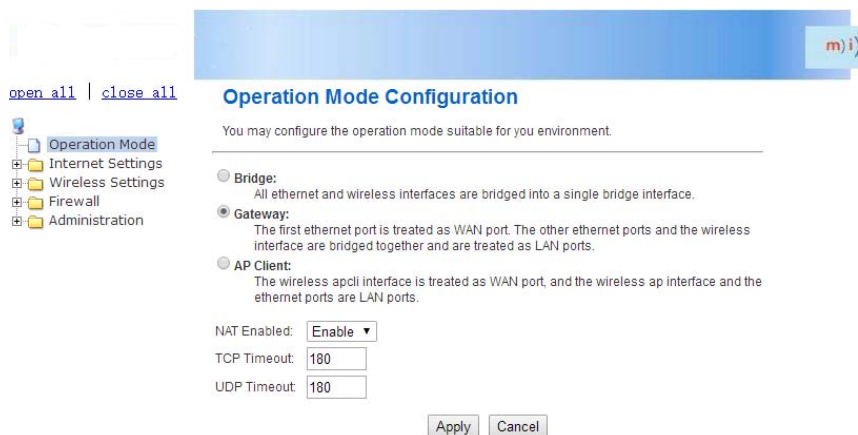 m)i)
open all | close all
Operation Mode Configuration
You may configure the operation mode suitable for you environment.
Operation Mode
Internet Settings
Wireless Settings
Firewall
Administration
Bridge:
All ethernet and wireless interfaces are bridged into a single bridge interface.
Gateway:
The first ethernet port is treated as WAN port. The other ethernet ports and the wireless
interface are bridged together and are treated as LAN ports.
AP Client:
The wireless apcli interface is treated as WAN port, and the wireless ap interface and the
ethernet ports are LAN ports.
NAT Enabled: Enable
TCP Timeout: 180
UDP Timeout: 180
Apply Cancel